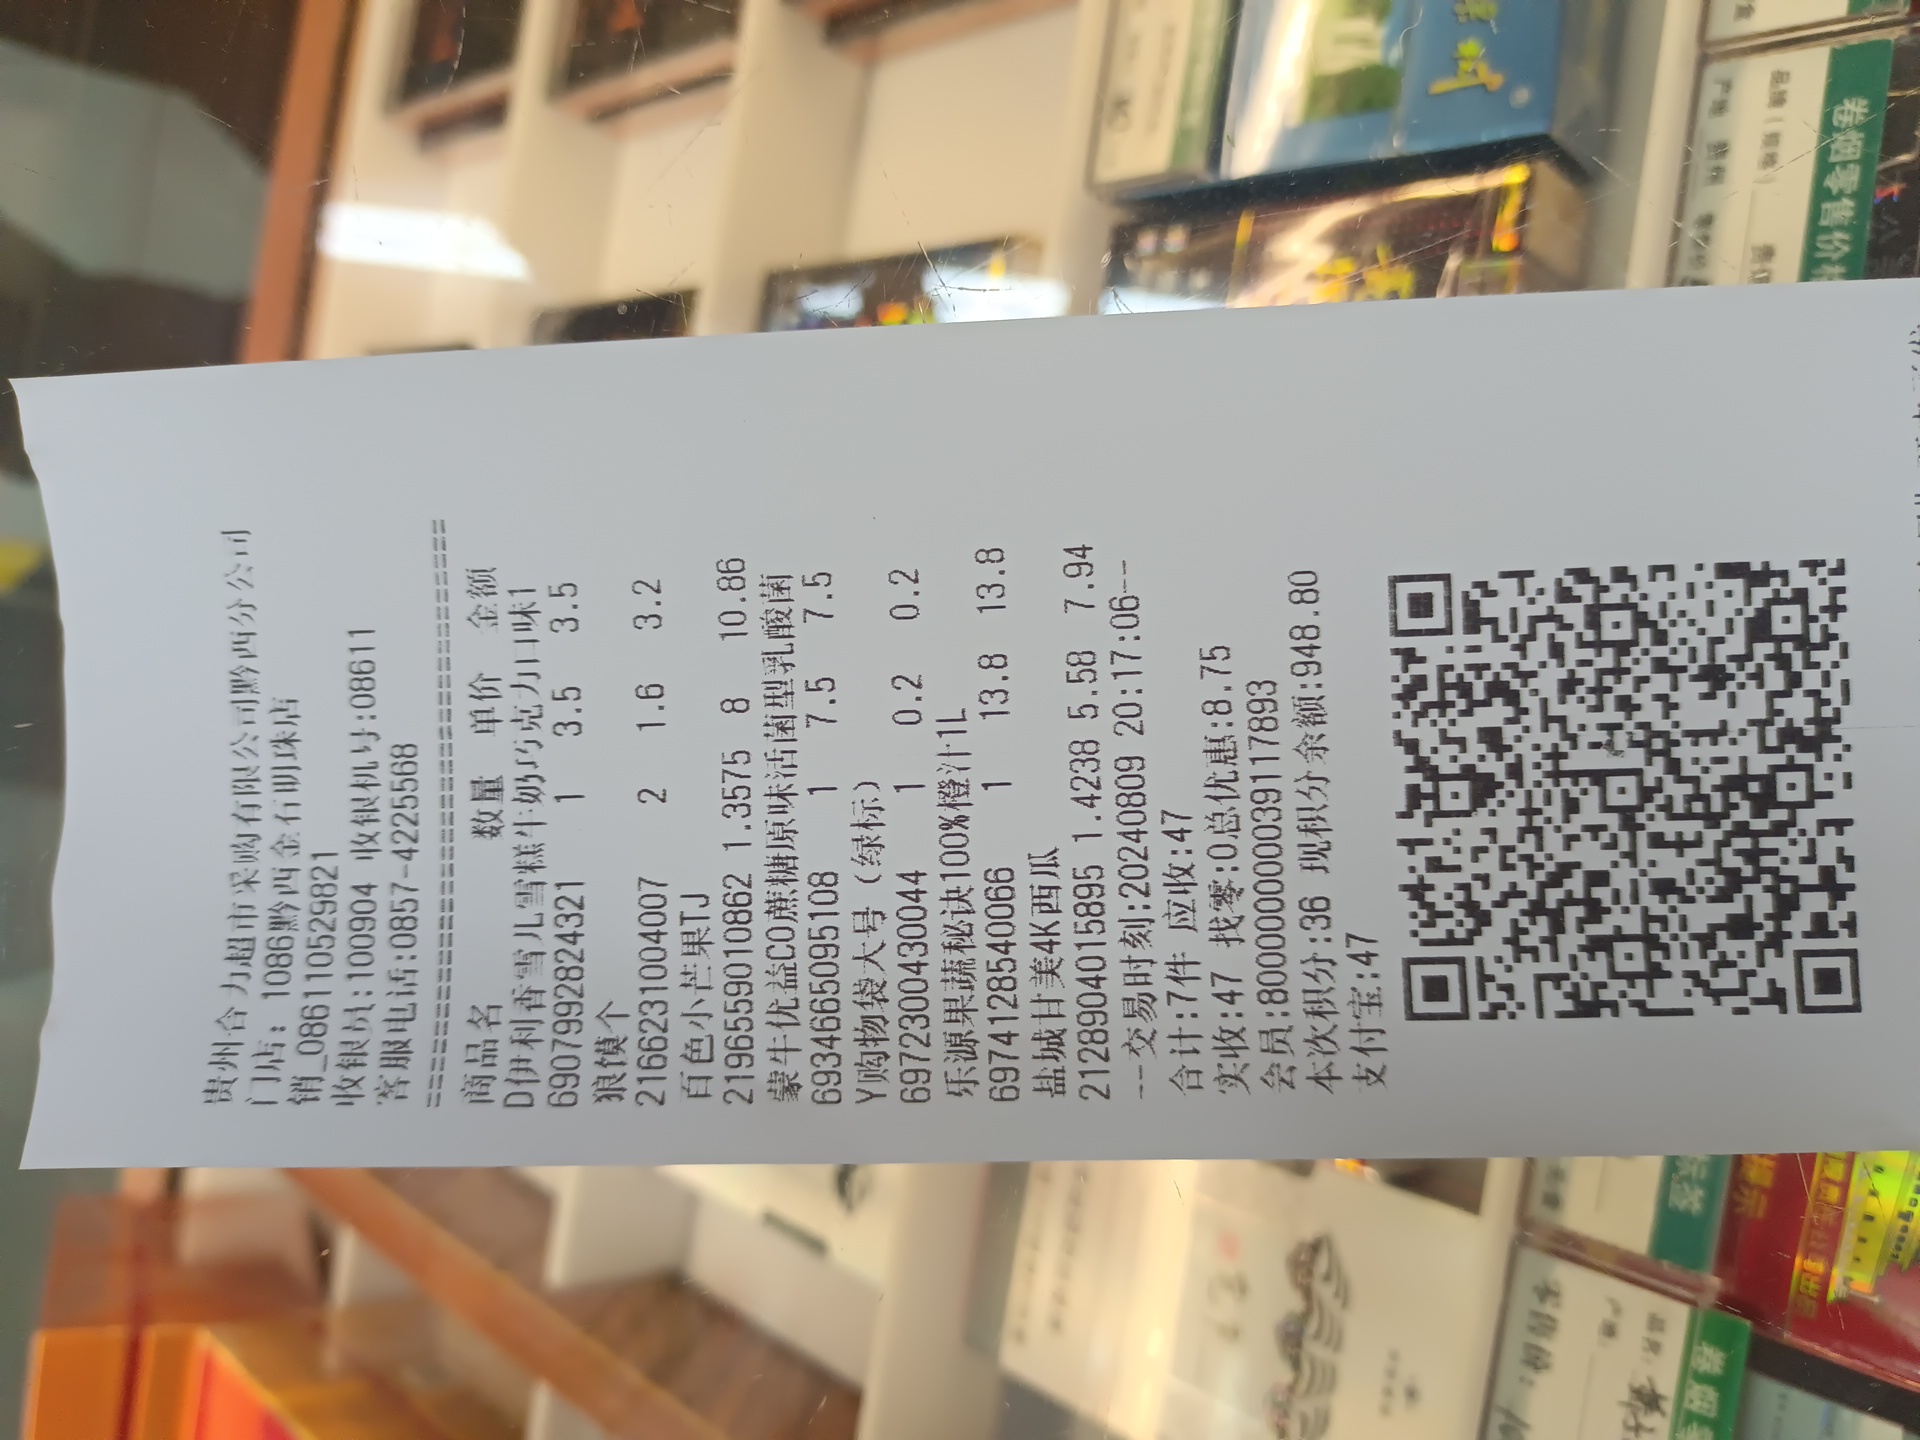 贵州合力超市采购有限公司黔西分公司
门店: 1086黔西金石明珠店
销_086111052982​1
收银员:100904 收银机号:08611
客服电话:0857-4225568
================================
商品名 数量 单价 金额
D伊利香雪儿雪糕牛奶巧克力口味1
6907992824321 1 3.5 3.5
狼馍个
2166231004007 2 1.6 3.2
百色小芒果TJ
2196559010862 1.3575 8 10.86
蒙牛优益C0蔗糖原味活菌型乳酸菌
6934665095108 1 7.5 7.5
Y购物袋大号（绿标）
6972300430044 1 0.2 0.2
乐源果蔬秘诀100%橙汁1L
6974128540066 1 13.8 13.8
盐城甘美4K西瓜
2128904015895 1.4238 5.58 7.94
--交易时刻:20240809 20:17:06--
合计:7件 应收:47
实收:47 找零:0总优惠:8.75
会员:8000000039117893
本次积分:36 现积分余额:948.80
支付宝:47
卷烟零售价